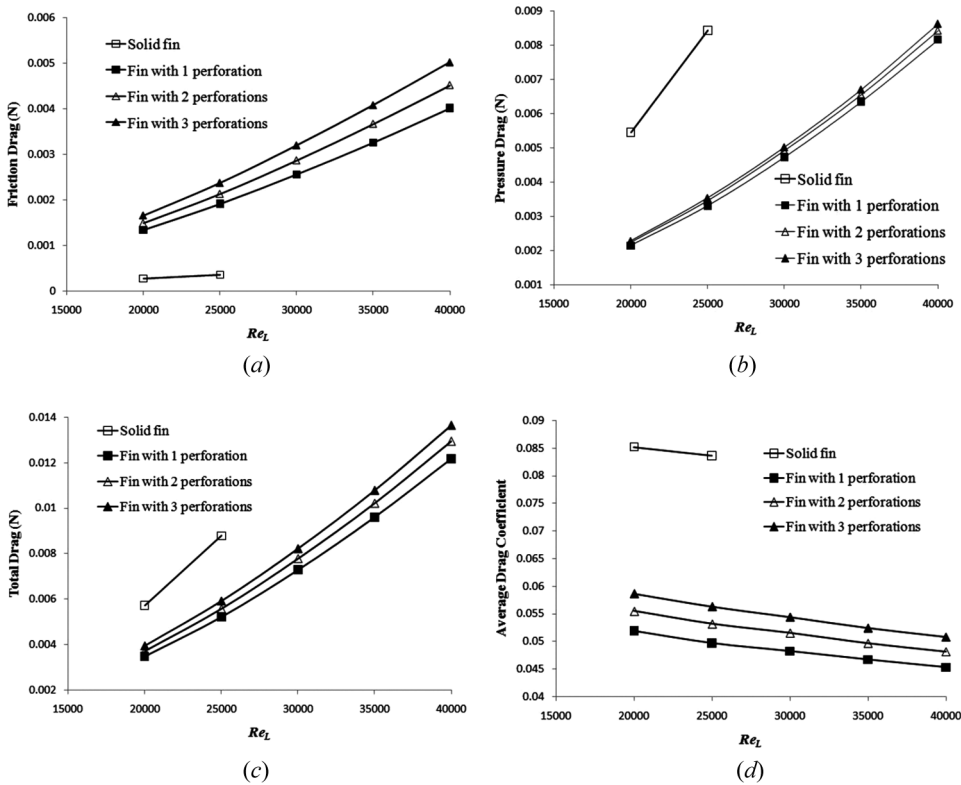 0.006
0.005
0.004
0.003
0.002
0.001
0
Friction Drag (N)
Solid fin
Fin with 1 perforation
Fin with 2 perforations
Fin with 3 perforations
15000 20000 25000 30000 35000 40000
Re_L
(a)
0.009
0.008
0.007
0.006
0.005
0.004
0.003
0.002
0.001
Pressure Drag (N)
Solid fin
Fin with 1 perforation
Fin with 2 perforations
Fin with 3 perforations
15000 20000 25000 30000 35000 40000
Re_L
(b)
0.014
0.012
0.01
0.008
0.006
0.004
0.002
Total Drag (N)
Solid fin
Fin with 1 perforation
Fin with 2 perforations
Fin with 3 perforations
15000 20000 25000 30000 35000 40000
Re_L
(c)
0.09
0.085
0.08
0.075
0.07
0.065
0.06
0.055
0.05
0.045
0.04
Average Drag Coefficient
Solid fin
Fin with 1 perforation
Fin with 2 perforations
Fin with 3 perforations
15000 20000 25000 30000 35000 40000
Re_L
(d)